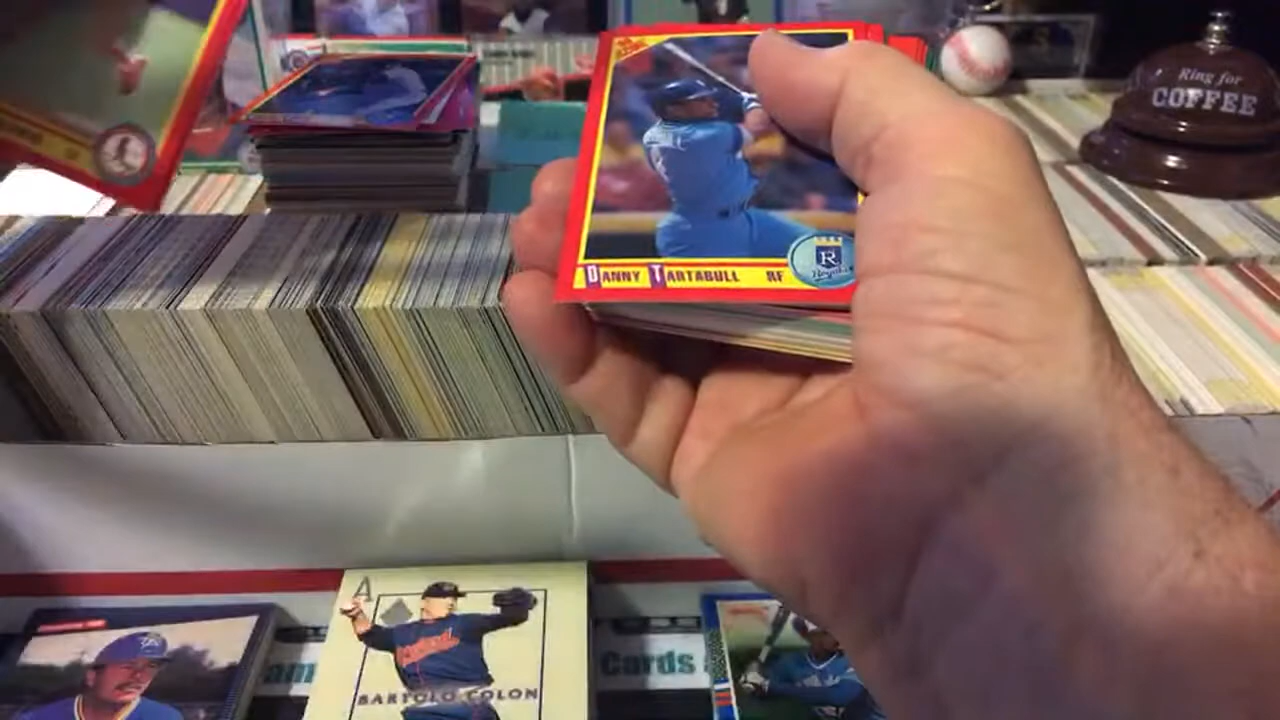 Ring for
COFFEE
DANNY TARTABULL RF
R
Royals
A
BARTOLO COLON
Cards